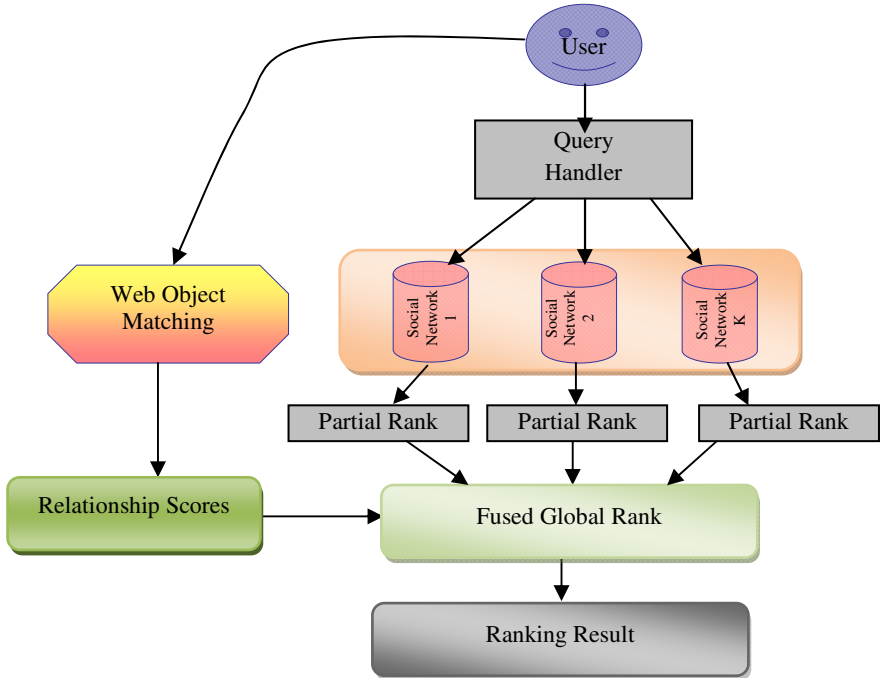 User
Query
Handler
Web Object
Matching
Social
Network
1
Social
Network
2
Social
Network
K
Partial Rank
Partial Rank
Partial Rank
Relationship Scores
Fused Global Rank
Ranking Result